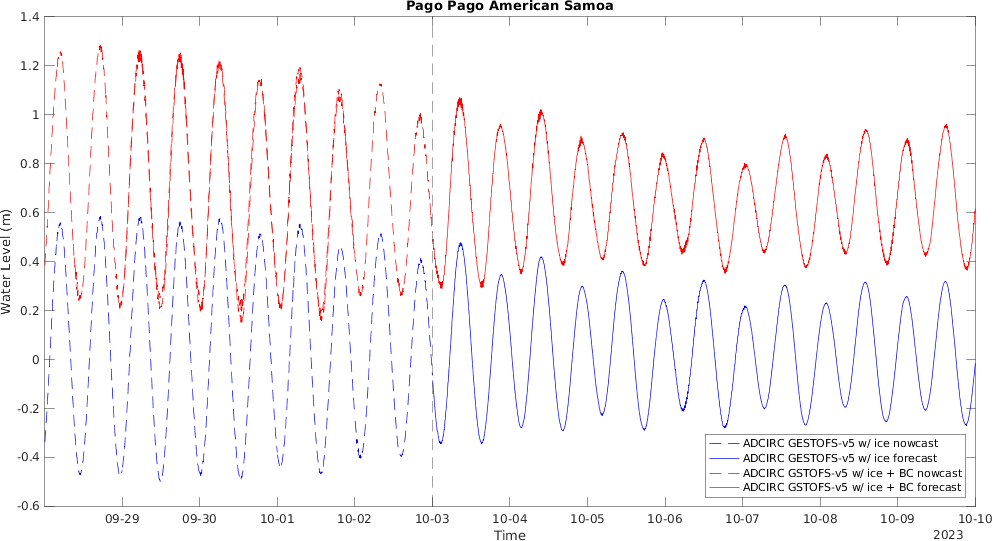 Pago Pago American Samoa
1.4
1.2
1
0.8
0.6
0.4
0.2
0
-0.2
-0.4
-0.6
Water Level (m)
09-29 09-30 10-01 10-02 10-03 10-04 10-05 10-06 10-07 10-08 10-09 10-10
Time
2023
ADCIRC GESTOFS-v5 w/ ice nowcast
ADCIRC GESTOFS-v5 w/ ice forecast
ADCIRC GSTOFS-v5 w/ ice + BC nowcast
ADCIRC GSTOFS-v5 w/ ice + BC forecast